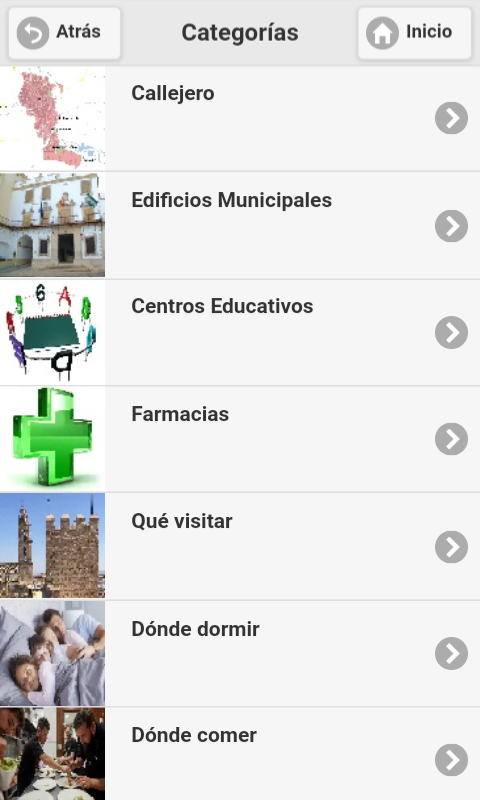 Atrás
Categorías
Inicio
Callejero
Edificios Municipales
Centros Educativos
Farmacias
Qué visitar
Dónde dormir
Dónde comer